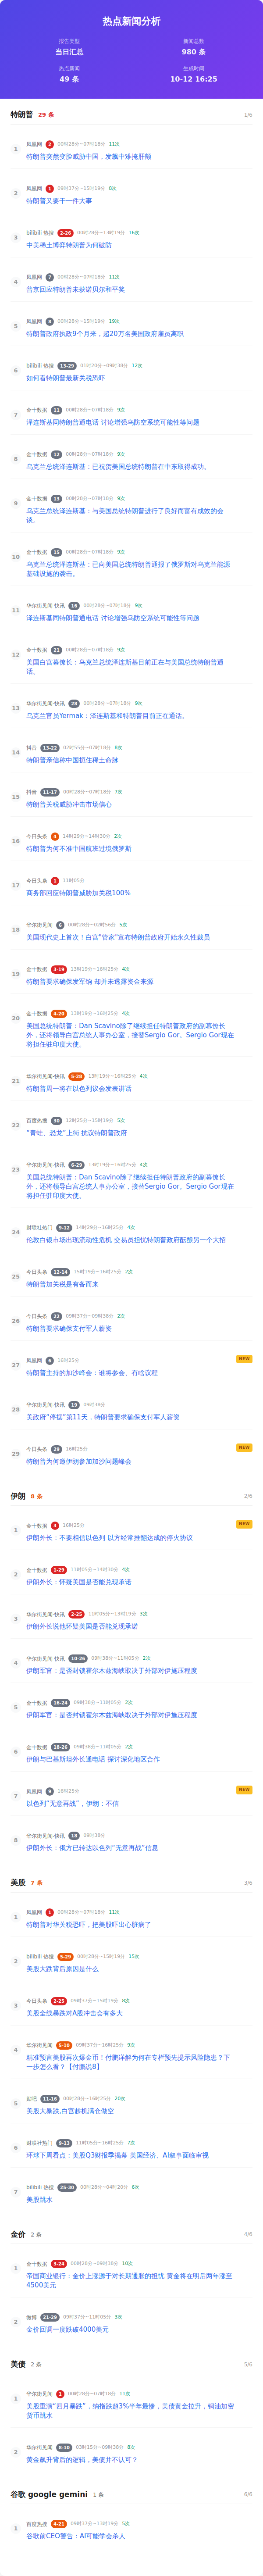 热点新闻分析
报告类型
新闻总数
当日汇总
980 条
热点新闻
生成时间
49 条
10-12 16:25
特朗普 29 条 1/6
1 凤凰网 2 00时28分~07时18分 11次
特朗普突然变脸威胁中国，发飙中难掩肝颤
2 凤凰网 1 09时37分~15时19分 8次
特朗普又要干一件大事
3 bilibili 热搜 2-26 00时28分~13时19分 16次
中美稀土博弈特朗普为何破防
4 凤凰网 7 00时28分~07时18分 11次
普京回应特朗普未获诺贝尔和平奖
5 凤凰网 8 00时28分~15时19分 19次
特朗普政府执政9个月来，超20万名美国政府雇员离职
6 bilibili 热搜 13-29 01时20分~09时38分 12次
如何看特朗普最新关税恐吓
7 金十数据 11 00时28分~07时18分 9次
泽连斯基同特朗普通电话 讨论增强乌防空系统可能性等问题
8 金十数据 12 00时28分~07时18分 9次
乌克兰总统泽连斯基：已祝贺美国总统特朗普在中东取得成功。
9 金十数据 13 00时28分~07时18分 9次
乌克兰总统泽连斯基：与美国总统特朗普进行了良好而富有成效的会
谈。
10 金十数据 15 00时28分~07时18分 9次
乌克兰总统泽连斯基：已向美国总统特朗普通报了俄罗斯对乌克兰能源
基础设施的袭击。
11 华尔街见闻-快讯 16 00时28分~07时18分 9次
泽连斯基同特朗普通电话 讨论增强乌防空系统可能性等问题
12 金十数据 21 00时28分~07时18分 9次
美国白宫幕僚长：乌克兰总统泽连斯基目前正在与美国总统特朗普通
话。
13 华尔街见闻-快讯 28 00时28分~07时18分 9次
乌克兰官员Yermak：泽连斯基和特朗普目前正在通话。
14 抖音 13-22 02时55分~07时18分 8次
特朗普亲信称中国扼住稀土命脉
15 抖音 11-17 00时28分~07时18分 7次
特朗普关税威胁冲击市场信心
16 今日头条 4 14时29分~14时30分 2次
特朗普为何不准中国航班过境俄罗斯
17 今日头条 1 11时05分
商务部回应特朗普威胁加关税100%
18 华尔街见闻 6 00时28分~02时56分 5次
美国现代史上首次！白宫“管家”宣布特朗普政府开始永久性裁员
19 金十数据 3-19 13时19分~16时25分 4次
特朗普要求确保发军饷 却并未透露资金来源
20 金十数据 4-20 13时19分~16时25分 4次
美国总统特朗普：Dan Scavino除了继续担任特朗普政府的副幕僚长
外，还将领导白宫总统人事办公室，接替Sergio Gor。Sergio Gor现在
将担任驻印度大使。
21 华尔街见闻-快讯 5-28 13时19分~16时25分 4次
特朗普周一将在以色列议会发表讲话
22 百度热搜 30 12时25分~15时19分 5次
“青蛙、恐龙”上街 抗议特朗普政府
23 华尔街见闻-快讯 6-29 13时19分~16时25分 4次
美国总统特朗普：Dan Scavino除了继续担任特朗普政府的副幕僚长
外，还将领导白宫总统人事办公室，接替Sergio Gor。Sergio Gor现在
将担任驻印度大使。
24 财联社热门 9-12 14时29分~16时25分 4次
伦敦白银市场出现流动性危机 交易员担忧特朗普政府酝酿另一个大招
25 今日头条 12-14 15时19分~16时25分 2次
特朗普加关税是有备而来
26 今日头条 22 09时37分~09时38分 2次
特朗普要求确保支付军人薪资
27 凤凰网 6 16时25分 NEW
特朗普主持的加沙峰会：谁将参会、有啥议程
28 华尔街见闻-快讯 19 09时38分
美政府“停摆”第11天，特朗普要求确保支付军人薪资
29 今日头条 29 16时25分 NEW
特朗普为何邀伊朗参加加沙问题峰会
伊朗 8 条 2/6
1 金十数据 3 16时25分 NEW
伊朗外长：不要相信以色列 以方经常推翻达成的停火协议
2 金十数据 1-29 11时05分~14时30分 4次
伊朗外长：怀疑美国是否能兑现承诺
3 华尔街见闻-快讯 2-25 11时05分~13时19分 3次
伊朗外长说他怀疑美国是否能兑现承诺
4 华尔街见闻-快讯 10-26 09时38分~11时05分 2次
伊朗军官：是否封锁霍尔木兹海峡取决于外部对伊施压程度
5 金十数据 16-24 09时38分~11时05分 2次
伊朗军官：是否封锁霍尔木兹海峡取决于外部对伊施压程度
6 金十数据 18-26 09时38分~11时05分 2次
伊朗与巴基斯坦外长通电话 探讨深化地区合作
7 凤凰网 9 16时25分 NEW
以色列“无意再战”，伊朗：不信
8 华尔街见闻-快讯 18 09时38分
伊朗外长：俄方已转达以色列“无意再战”信息
美股 7 条 3/6
1 凤凰网 1 00时28分~07时18分 11次
特朗普对华关税恐吓，把美股吓出心脏病了
2 bilibili 热搜 5-29 00时28分~15时19分 15次
美股大跌背后原因是什么
3 今日头条 2-25 09时37分~15时19分 8次
美股全线暴跌对A股冲击会有多大
4 华尔街见闻 5-10 09时37分~16时25分 9次
精准预言美股再次爆金币！付鹏详解为何在专栏预先提示风险隐患？下
一步怎么看？【付鹏说8】
5 贴吧 11-16 00时28分~16时25分 20次
美股大暴跌,白宫趁机满仓做空
6 财联社热门 9-13 11时05分~16时25分 7次
环球下周看点：美股Q3财报季揭幕 美国经济、AI叙事面临审视
7 bilibili 热搜 25-30 00时28分~04时20分 6次
美股跳水
金价 2 条 4/6
1 金十数据 3-24 00时28分~09时38分 10次
帝国商业银行：金价上涨源于对长期通胀的担忧 黄金将在明后两年涨至
4500美元
2 微博 21-29 09时37分~11时05分 3次
金价回调一度跌破4000美元
美债 2 条 5/6
1 华尔街见闻 1 00时28分~07时18分 11次
美股重演“四月暴跌”，纳指跌超3%半年最惨，美债黄金拉升，铜油加密
货币跳水
2 华尔街见闻 8-10 03时15分~09时38分 8次
黄金飙升背后的逻辑，美债并不认可？
谷歌 google gemini 1 条 6/6
1 百度热搜 4-21 09时37分~13时19分 5次
谷歌前CEO警告：AI可能学会杀人